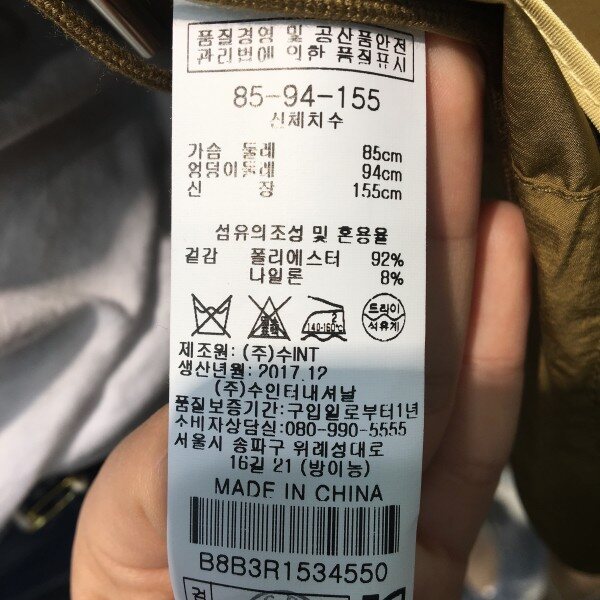 품질경영 및 공산품안전
관리법에 의한 품질표시
85-94-155
신체치수
가슴 둘레 85cm
엉덩이둘레 94cm
신 장 155cm
섬유의조성 및 혼용율
겉감 폴리에스터 92%
나일론 8%
2
140-160℃
드라이
석유계
제조원: (주)수INT
생산년월: 2017.12
(주)수인터내셔날
품질보증기간:구입일로부터1년
소비자상담실:080-990-5555
서울시 송파구 위례성대로
16길 21 (방이동)
MADE IN CHINA
B8B3R1534550
검